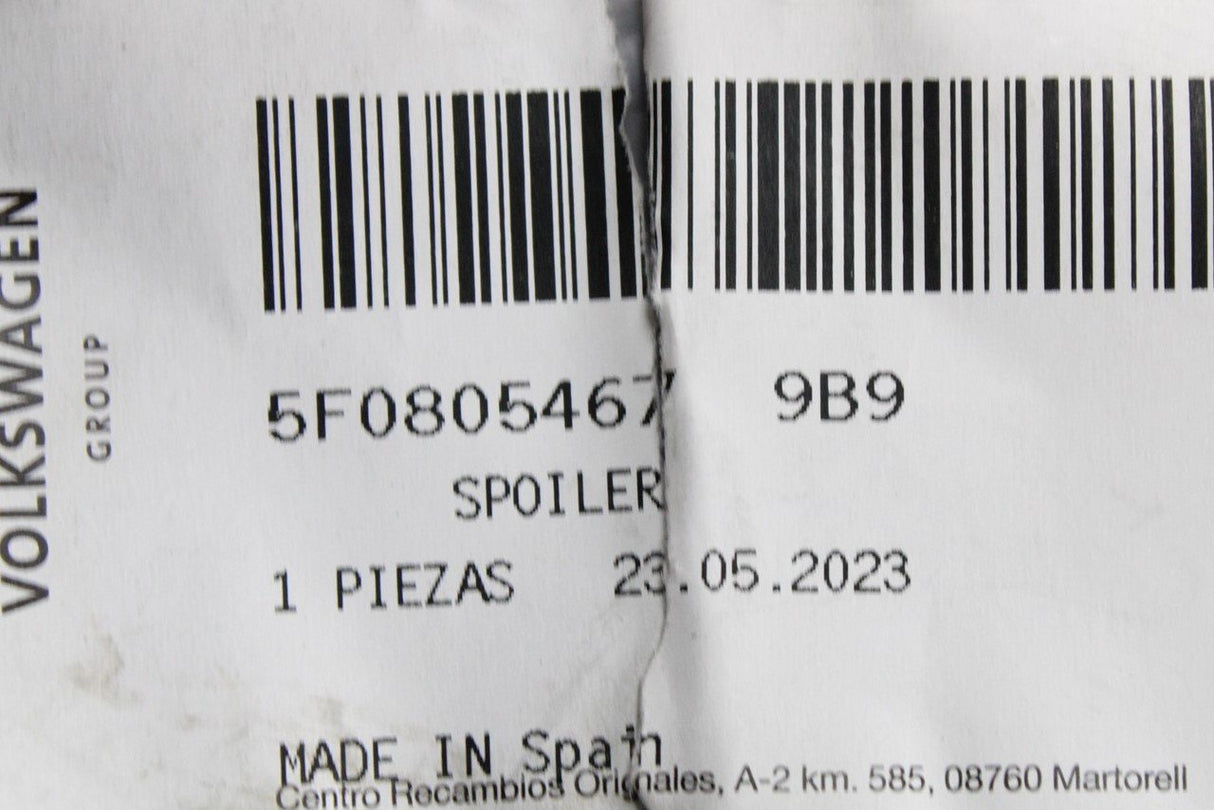 VOLKSWAGEN
GROUP
5F0805467 9B9
SPOILER
1 PIEZAS 23.05.2023
MADE IN Spain
Centro Recambios Originales, A-2 km. 585, 08760 Martorell